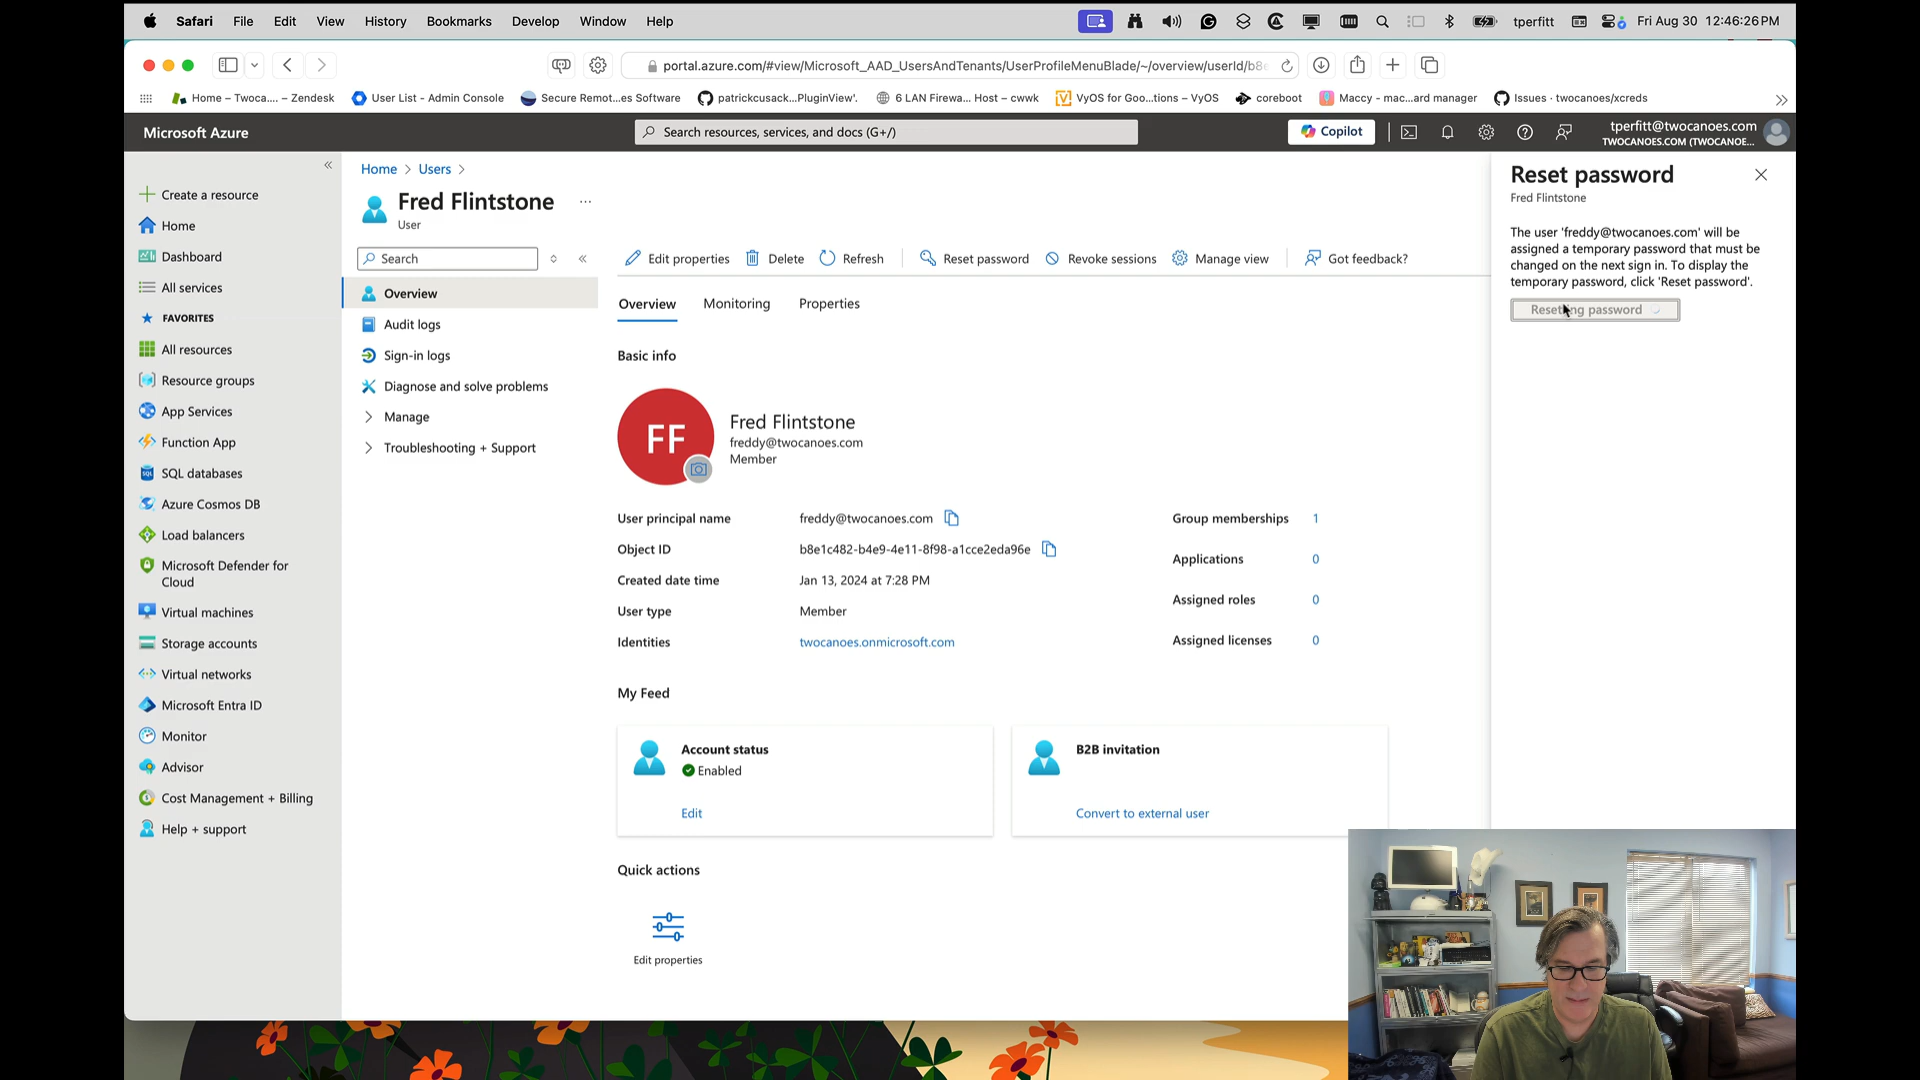 Safari File Edit View History Bookmarks Develop Window Help tperfitt Fri Aug 30 12:46:26 PM
portal.azure.com/#view/Microsoft_AAD_UsersAndTenants/UserProfileMenuBlade/~/overview/userId/b8e
Home – Twoca.... – Zendesk User List - Admin Console Secure Remot...es Software patrickcusack...PluginView'. 6 LAN Firewa... Host – cwwk VyOS for Goo...tions – VyOS coreboot Maccy - mac...ard manager Issues · twocanoes/xcreds
Microsoft Azure
Search resources, services, and docs (G+/)
Copilot
tperfitt@twocanoes.com
TWOCANOES.COM (TWOCANOE...
Create a resource
Home
Dashboard
All services
FAVORITES
All resources
Resource groups
App Services
Function App
SQL databases
Azure Cosmos DB
Load balancers
Microsoft Defender for
Cloud
Virtual machines
Storage accounts
Virtual networks
Microsoft Entra ID
Monitor
Advisor
Cost Management + Billing
Help + support
Home > Users >
Fred Flintstone ...
User
Search
Overview
Audit logs
Sign-in logs
Diagnose and solve problems
Manage
Troubleshooting + Support
Edit properties Delete Refresh Reset password Revoke sessions Manage view Got feedback?
Overview Monitoring Properties
Basic info
FF
Fred Flintstone
freddy@twocanoes.com
Member
User principal name freddy@twocanoes.com
Object ID b8e1c482-b4e9-4e11-8f98-a1cce2eda96e
Created date time Jan 13, 2024 at 7:28 PM
User type Member
Identities twocanoes.onmicrosoft.com
Group memberships 1
Applications 0
Assigned roles 0
Assigned licenses 0
My Feed
Account status
Enabled
Edit
B2B invitation
Convert to external user
Quick actions
Edit properties
Reset password
Fred Flintstone
The user 'freddy@twocanoes.com' will be
assigned a temporary password that must be
changed on the next sign in. To display the
temporary password, click 'Reset password'.
Resetting password